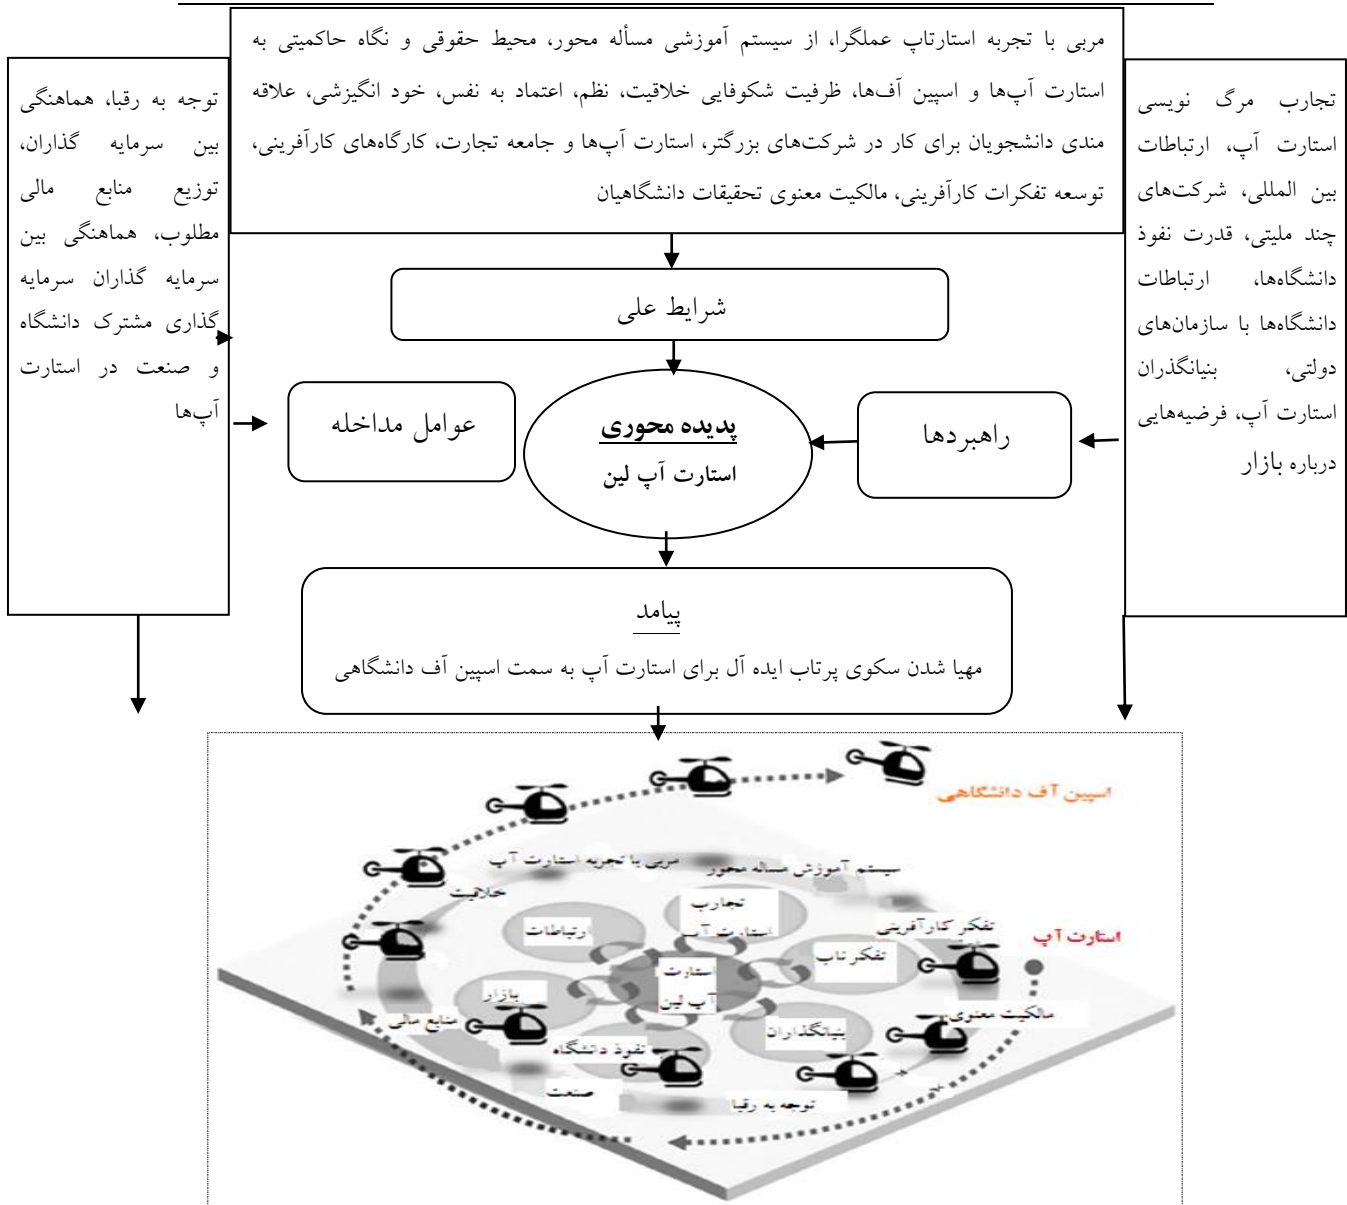 مربی با تجربه استارتاپ عملگرا، از سیستم آموزشی مسأله محور، محیط حقوقی و نگاه حاکمیتی به
استارت آپ‌ها و اسپین آف‌ها، ظرفیت شکوفایی خلاقیت، نظم، اعتماد به نفس، خود انگیزشی، علاقه
مندی دانشجویان برای کار در شرکت‌های بزرگتر، استارت آپ‌ها و جامعه تجارت، کارگاه‌های کارآفرینی،
توسعه تفکرات کارآفرینی، مالکیت معنوی تحقیقات دانشگاهیان
تجارب مرگ نویسی
استارت آپ، ارتباطات
بین المللی، شرکت‌های
چند ملیتی، قدرت نفوذ
دانشگاه‌ها، ارتباطات
دانشگاه‌ها با سازمان‌های
دولتی، بنیانگذران
استارت آپ، فرضیه‌هایی
درباره بازار
توجه به رقبا، هماهنگی
بین سرمایه گذاران،
توزیع منابع مالی
مطلوب، هماهنگی بین
سرمایه گذاران سرمایه
گذاری مشترک دانشگاه
و صنعت در استارت
آپ‌ها
شرایط علی
راهبردها
پدیده محوری
استارت آپ لین
عوامل مداخله
پیامد
مهیا شدن سکوی پرتاب ایده آل برای استارت آپ به سمت اسپین آف دانشگاهی
اسپین آف دانشگاهی
سیستم آموزش مساله محور
مربی با تجربه استارت آپ
خلاقیت
تجارب
استارت آپ
تفکر کارآفرینی
استارت آپ
ارتباطات
تفکر ناب
استارت
آپ لین
بازار
مالکیت معنوی
منابع مالی
بنیانگذاران
نفوذ دانشگاه
صنعت
توجه به رقبا